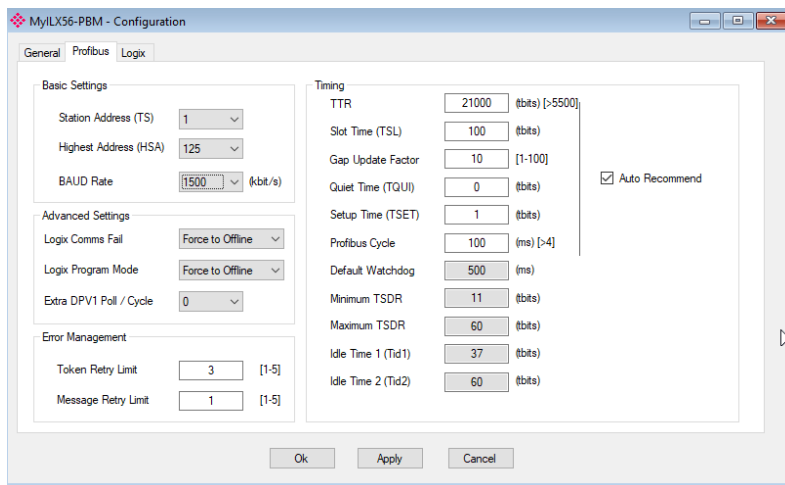 MyILX56-PBM - Configuration
General Profibus Logix
Basic Settings
Station Address (TS) 1
Highest Address (HSA) 125
BAUD Rate 1500 (kbit/s)
Advanced Settings
Logix Comms Fail Force to Offline
Logix Program Mode Force to Offline
Extra DPV1 Poll / Cycle 0
Error Management
Token Retry Limit 3 [1-5]
Message Retry Limit 1 [1-5]
Timing
TTR 21000 (tbits) [>5500]
Slot Time (TSL) 100 (tbits)
Gap Update Factor 10 [1-100]
Quiet Time (TQUI) 0 (tbits)
Setup Time (TSET) 1 (tbits)
Profibus Cycle 100 (ms) [>4]
Default Watchdog 500 (ms)
Minimum TSDR 11 (tbits)
Maximum TSDR 60 (tbits)
Idle Time 1 (Tid1) 37 (tbits)
Idle Time 2 (Tid2) 60 (tbits)
Auto Recommend
Ok Apply Cancel